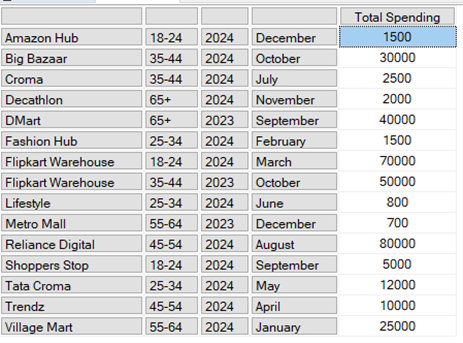 Total Spending
Amazon Hub 18-24 2024 December 1500
Big Bazaar 35-44 2024 October 30000
Croma 35-44 2024 July 2500
Decathlon 65+ 2024 November 2000
DMart 65+ 2023 September 40000
Fashion Hub 25-34 2024 February 1500
Flipkart Warehouse 18-24 2024 March 70000
Flipkart Warehouse 35-44 2023 October 50000
Lifestyle 25-34 2024 June 800
Metro Mall 55-64 2023 December 700
Reliance Digital 45-54 2024 August 80000
Shoppers Stop 18-24 2024 September 5000
Tata Croma 25-34 2024 May 12000
Trendz 45-54 2024 April 10000
Village Mart 55-64 2024 January 25000